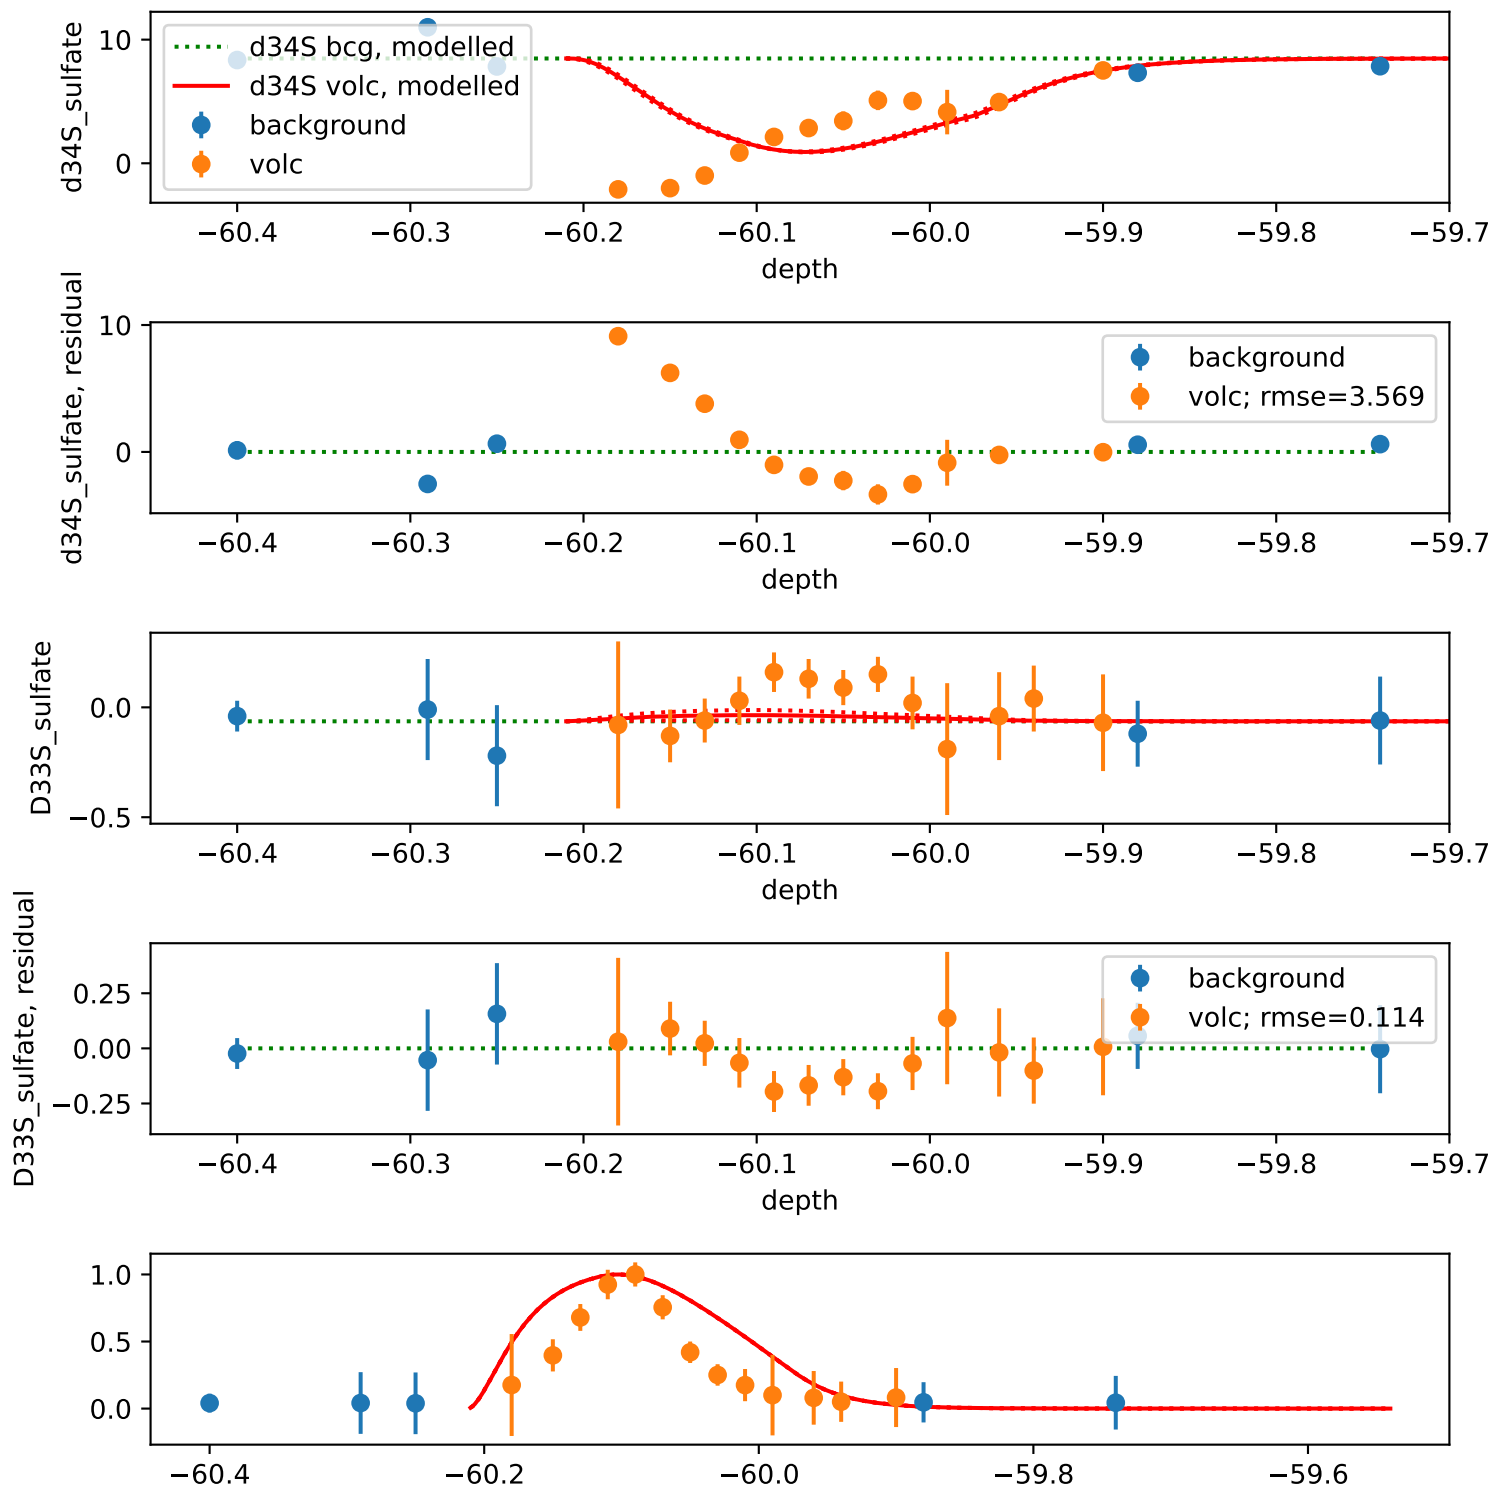 d34S_sulfate
10
0
d34S bcg, modelled
d34S volc, modelled
background
volc
−60.4 −60.3 −60.2 −60.1 −60.0 −59.9 −59.8 −59.7
depth
d34S_sulfate, residual
10
0
background
volc; rmse=3.569
−60.4 −60.3 −60.2 −60.1 −60.0 −59.9 −59.8 −59.7
depth
D33S_sulfate
0.0
−0.5
−60.4 −60.3 −60.2 −60.1 −60.0 −59.9 −59.8 −59.7
depth
D33S_sulfate, residual
0.25
0.00
−0.25
background
volc; rmse=0.114
−60.4 −60.3 −60.2 −60.1 −60.0 −59.9 −59.8 −59.7
depth
1.0
0.5
0.0
−60.4 −60.2 −60.0 −59.8 −59.6